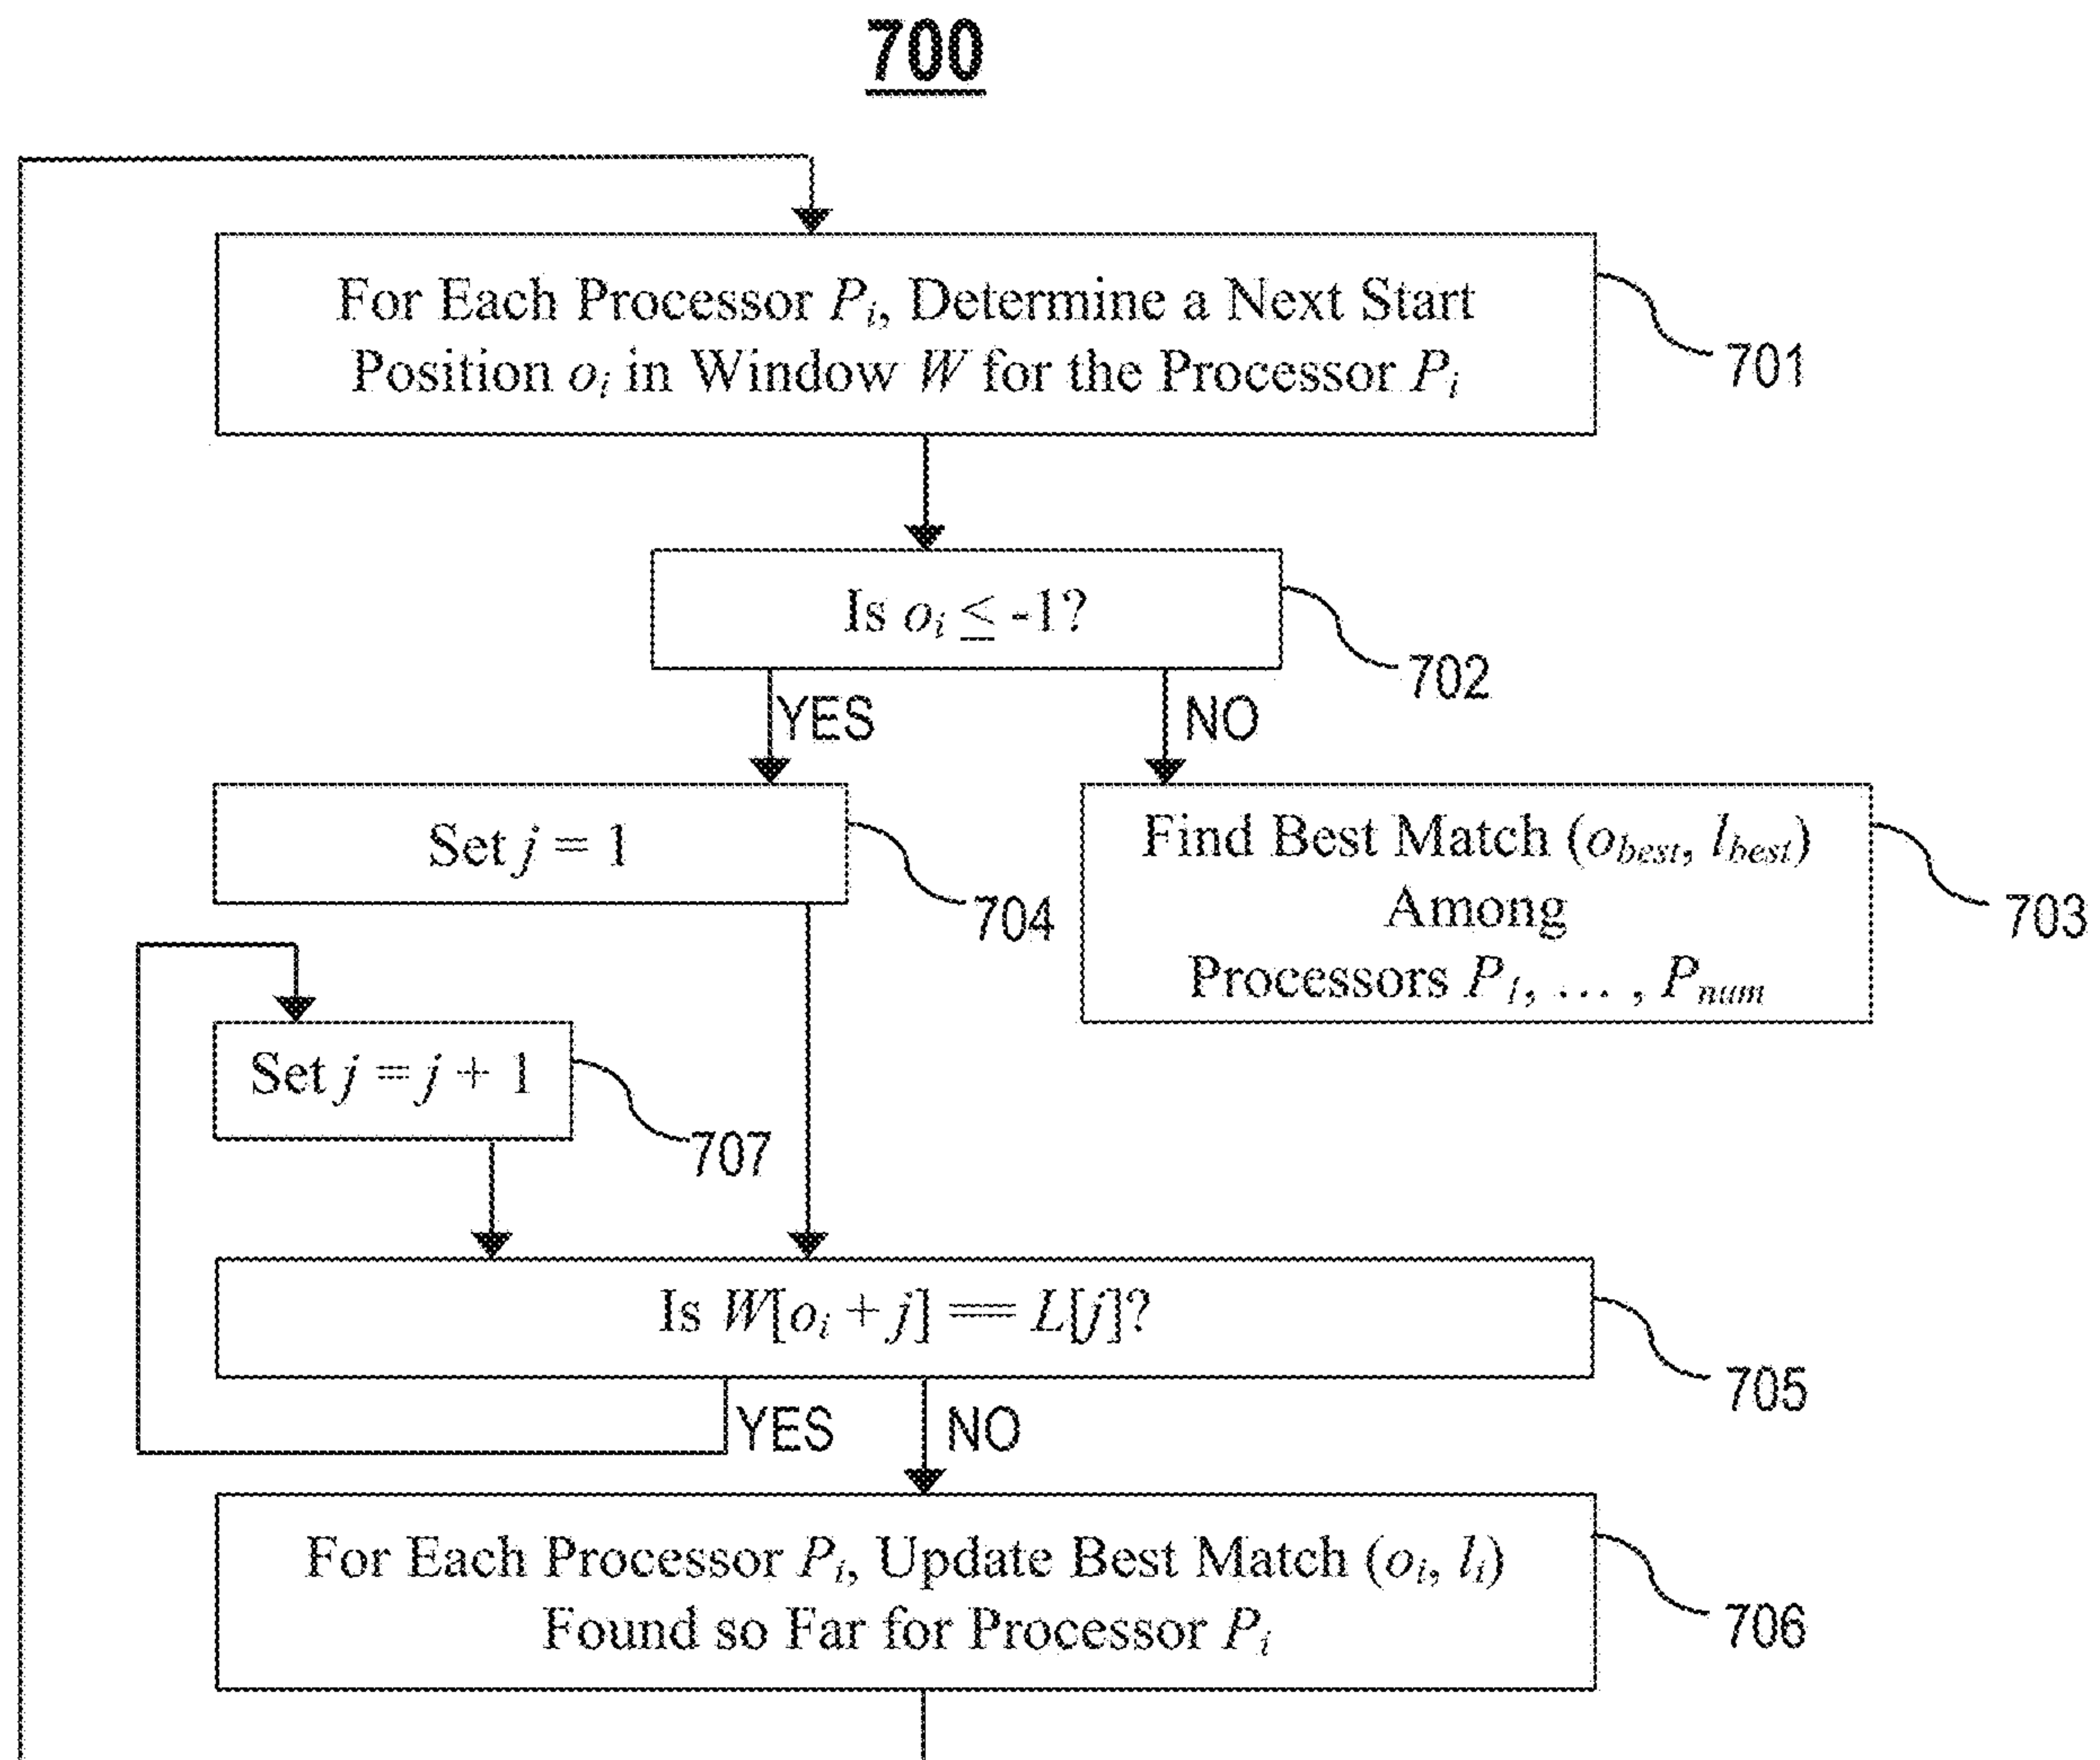 700
For Each Processor Pi, Determine a Next Start
Position oi in Window W for the Processor Pi
701
Is oi ≤ -1?
702
YES
NO
Set j = 1
704
Find Best Match (obest, lbest)
Among
Processors P1, … , Pnum
703
Set j = j + 1
707
Is W[oi + j] == L[j]?
705
YES
NO
For Each Processor Pi, Update Best Match (oi, li)
Found so Far for Processor Pi
706